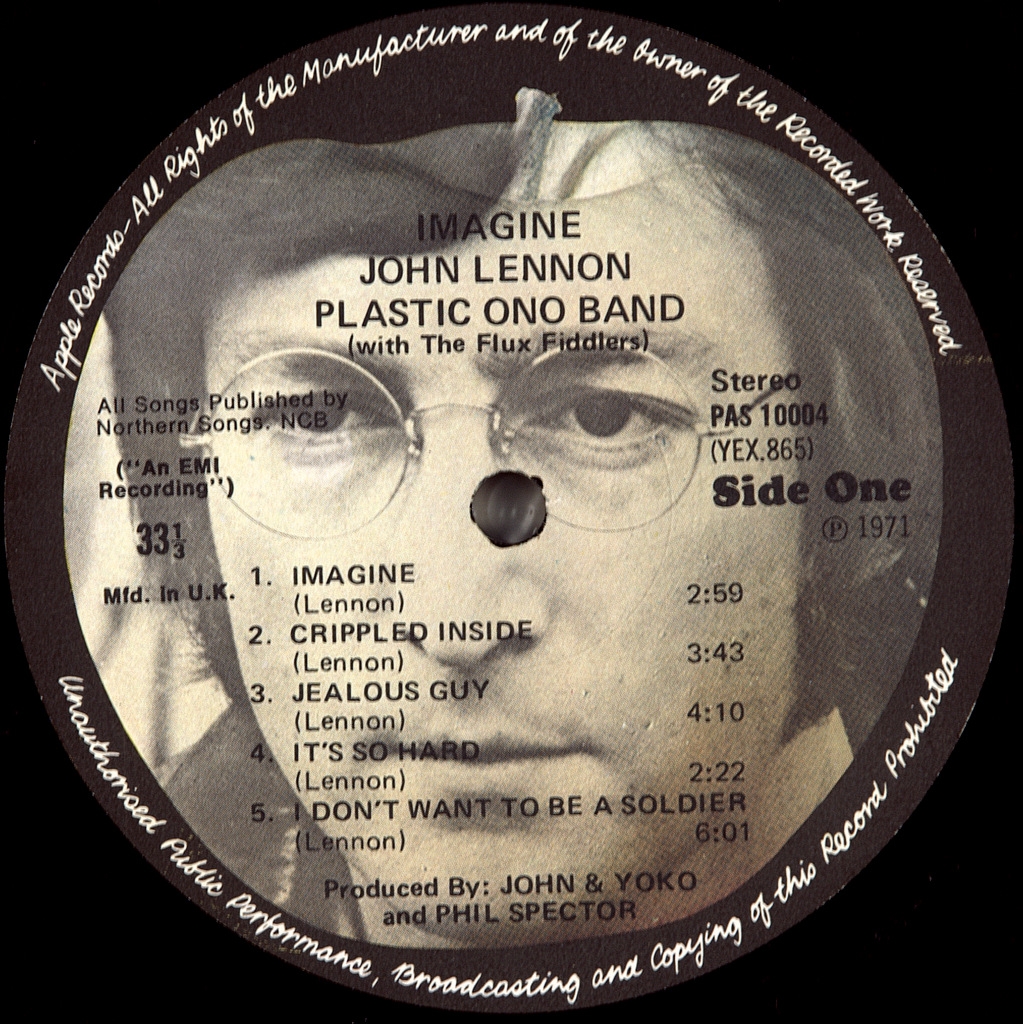 Apple Records-All Rights of the Manufacturer and of the Owner of the Recorded Work Reserved
IMAGINE
JOHN LENNON
PLASTIC ONO BAND
(with The Flux Fiddlers)
All Songs Published by
Northern Songs. NCB
("An EMI
Recording")
33⅓
Mfd. In U.K.
Stereo
PAS 10004
(YEX.865)
Side One
℗ 1971
1. IMAGINE
(Lennon) 2:59
2. CRIPPLED INSIDE
(Lennon) 3:43
3. JEALOUS GUY
(Lennon) 4:10
4. IT'S SO HARD
(Lennon) 2:22
5. I DON'T WANT TO BE A SOLDIER
(Lennon) 6:01
Produced By: JOHN & YOKO
and PHIL SPECTOR
Unauthorised Public Performance, Broadcasting and Copying of this Record Prohibited